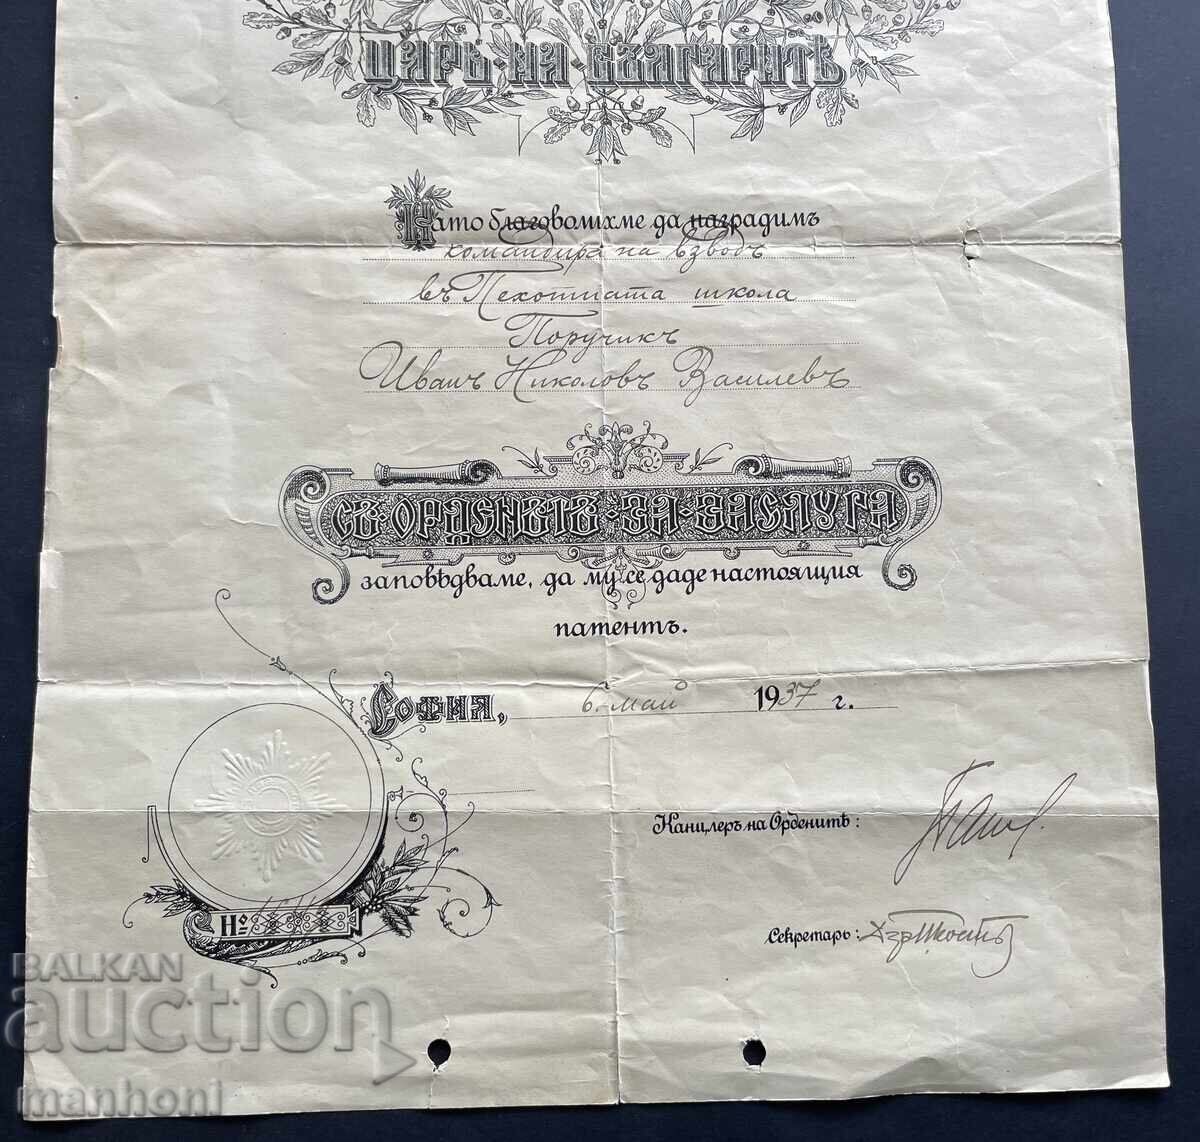 ЦАРЬ·НА·БЪЛГАРИТѢ
Като благоволихме да наградимъ
командира на взводъ
въ Пехотната школа
Поручикъ
Иванъ Николовъ Василевъ
СЪ ОРДЕНЪТЪ·ЗА·ЗАСЛУГА
заповѣдваме, да му се даде настоящия
патентъ.
София, 6 май 1937 г.
Канцлеръ на Орденитѣ:
Секретарь:
No
BALKAN
auction
manhoni